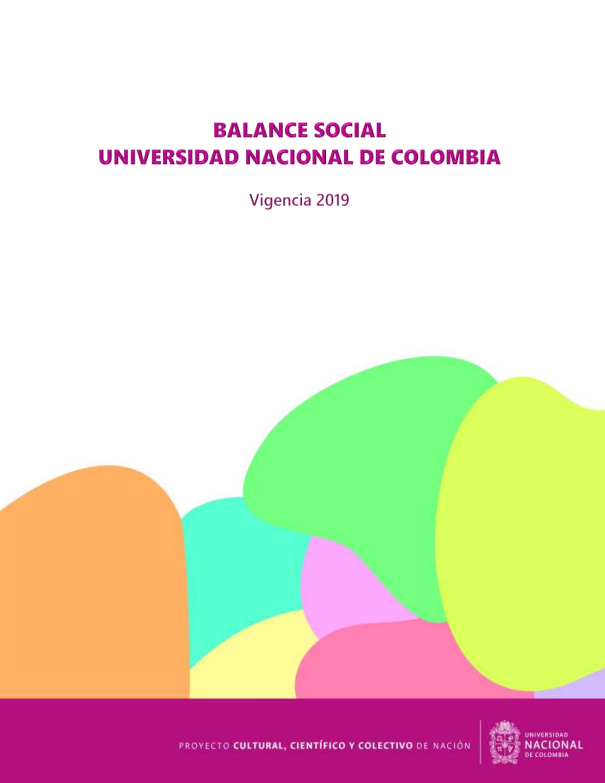 BALANCE SOCIAL
UNIVERSIDAD NACIONAL DE COLOMBIA
Vigencia 2019
PROYECTO CULTURAL, CIENTÍFICO Y COLECTIVO DE NACIÓN
UNIVERSIDAD
NACIONAL
DE COLOMBIA